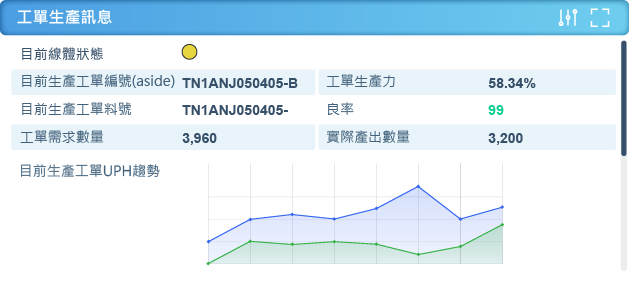 工單生產訊息
目前線體狀態
目前生產工單編號(aside) TN1ANJ050405-B 工單生產力 58.34%
目前生產工單料號 TN1ANJ050405- 良率 99
工單需求數量 3,960 實際產出數量 3,200
目前生產工單UPH趨勢